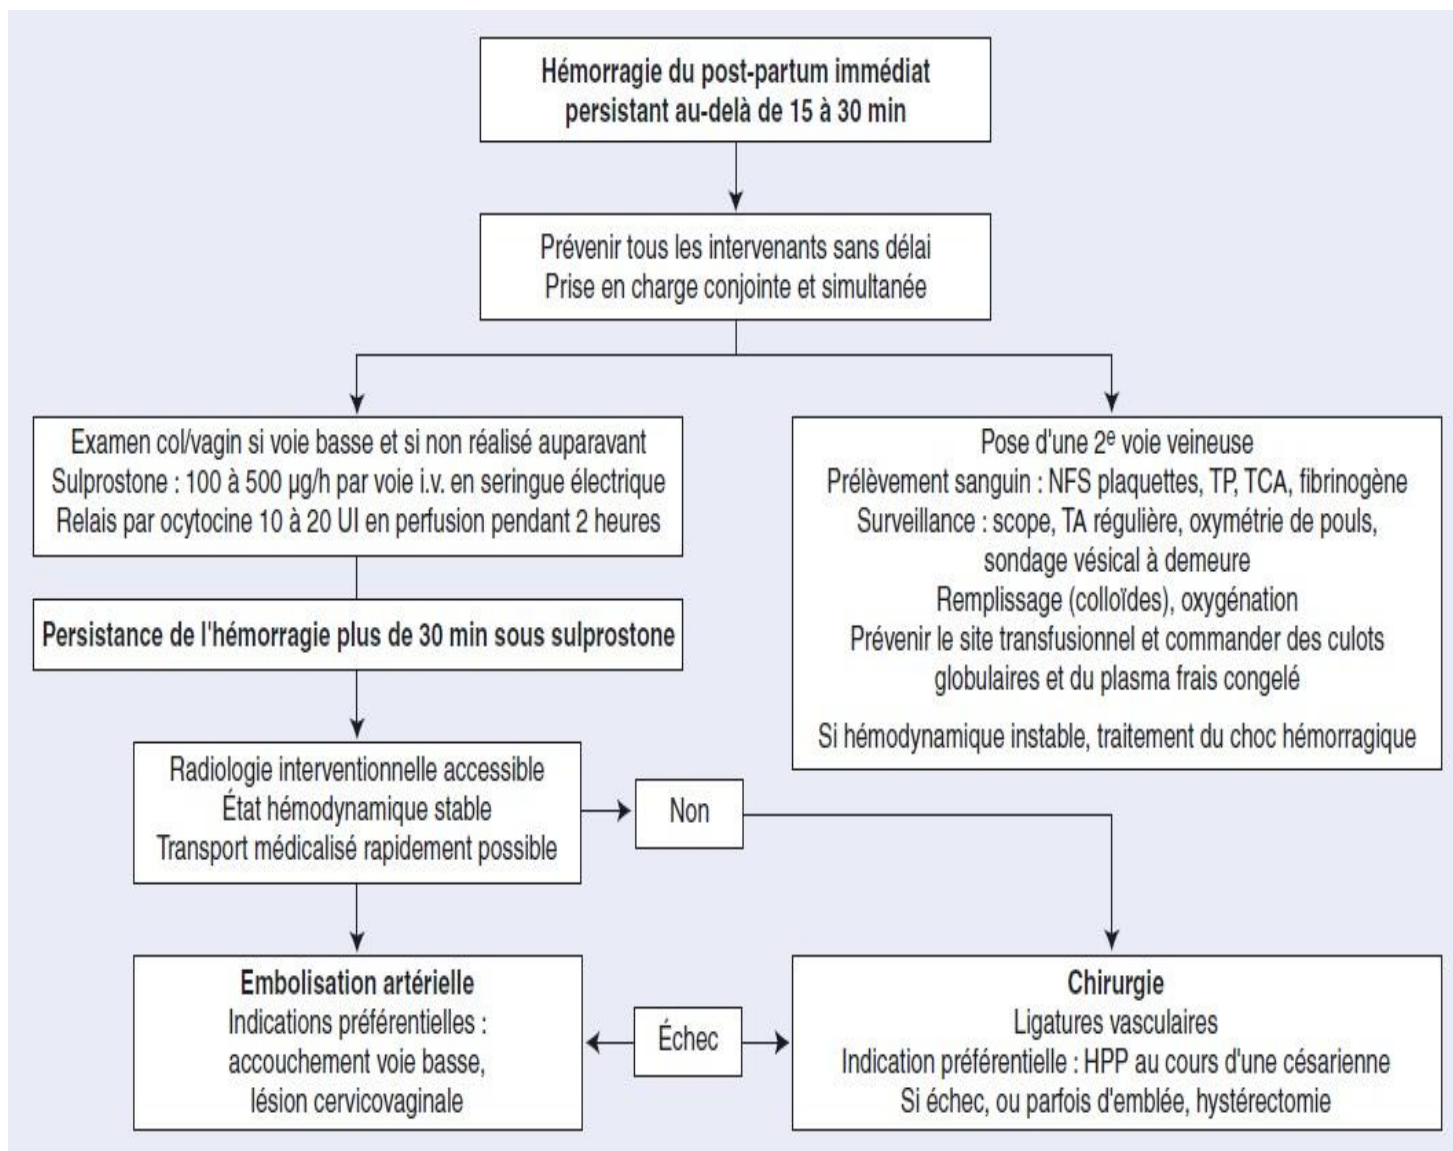 Hémorragie du post-partum immédiat
persistant au-delà de 15 à 30 min
Prévenir tous les intervenants sans délai
Prise en charge conjointe et simultanée
Examen col/vagin si voie basse et si non réalisé auparavant
Sulprostone : 100 à 500 µg/h par voie i.v. en seringue électrique
Relais par ocytocine 10 à 20 UI en perfusion pendant 2 heures
Pose d'une 2e voie veineuse
Prélèvement sanguin : NFS plaquettes, TP, TCA, fibrinogène
Surveillance : scope, TA régulière, oxymétrie de pouls,
sondage vésical à demeure
Remplissage (colloïdes), oxygénation
Prévenir le site transfusionnel et commander des culots
globulaires et du plasma frais congelé
Si hémodynamique instable, traitement du choc hémorragique
Persistance de l'hémorragie plus de 30 min sous sulprostone
Radiologie interventionnelle accessible
État hémodynamique stable
Transport médicalisé rapidement possible
Non
Embolisation artérielle
Indications préférentielles :
accouchement voie basse,
lésion cervicovaginale
Échec
Chirurgie
Ligatures vasculaires
Indication préférentielle : HPP au cours d'une césarienne
Si échec, ou parfois d'emblée, hystérectomie